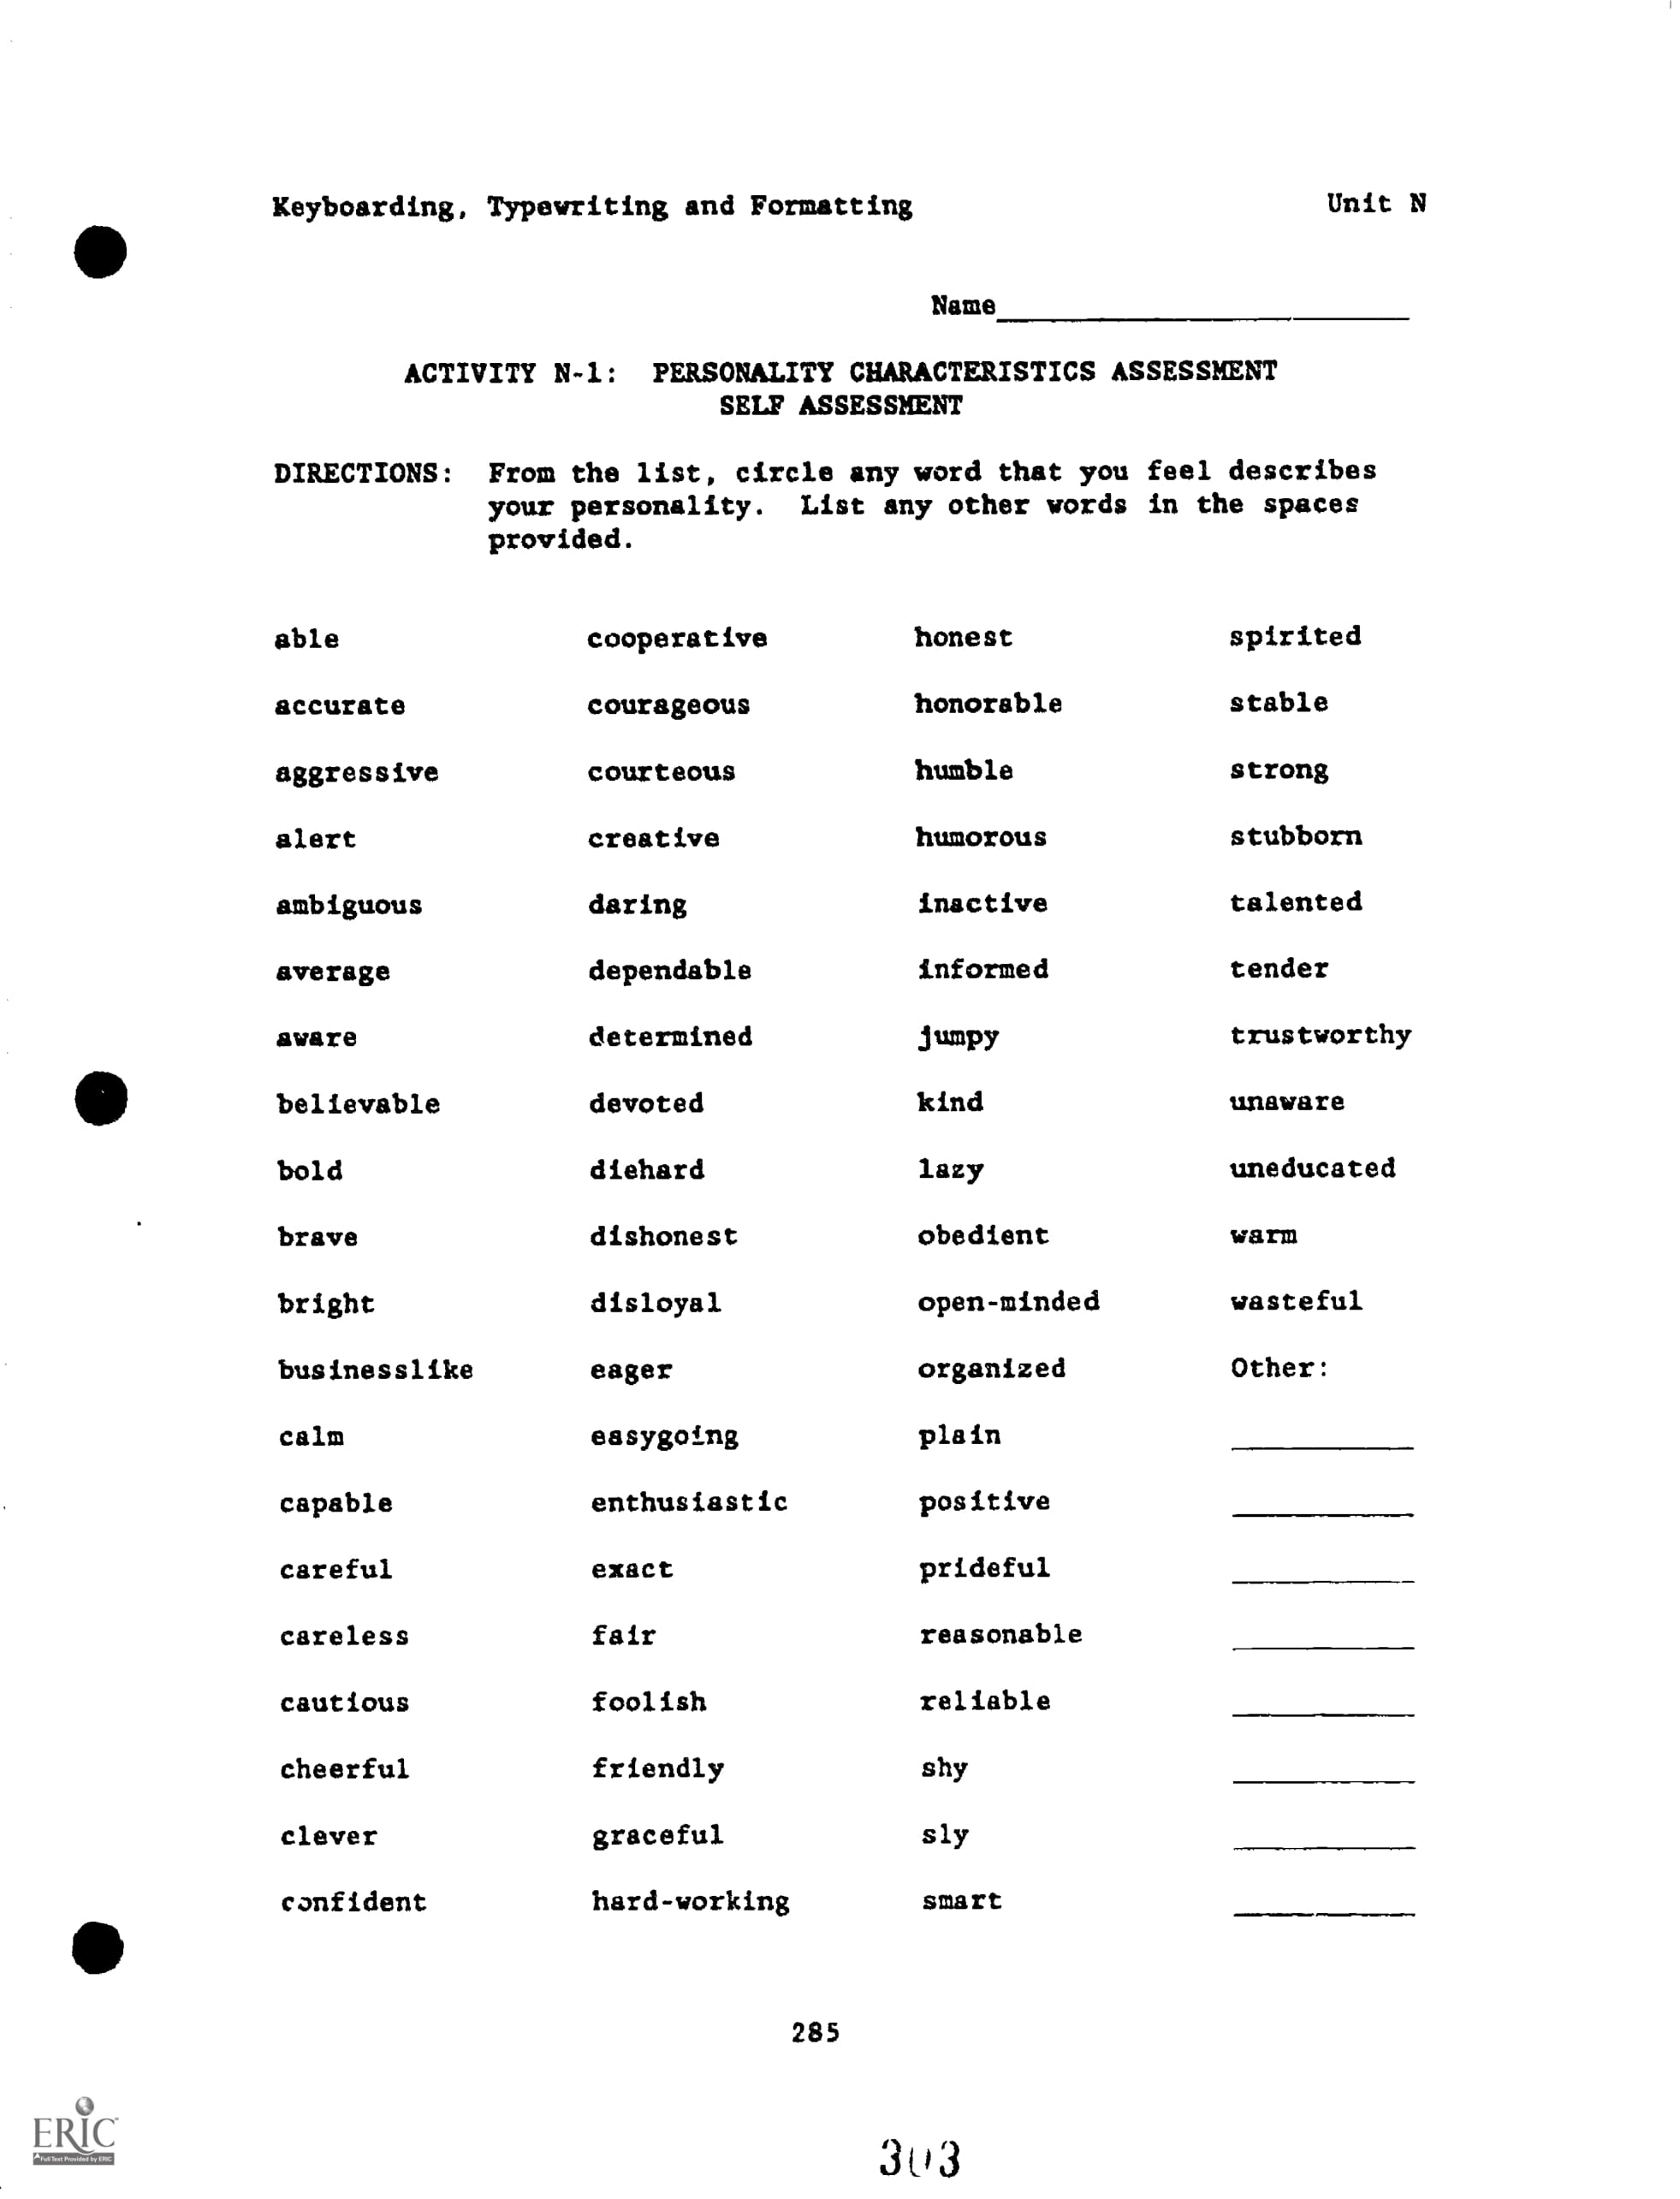 Keyboarding, Typewriting and Formatting Unit N
Name
ACTIVITY N-1: PERSONALITY CHARACTERISTICS ASSESSMENT
SELF ASSESSMENT
DIRECTIONS: From the list, circle any word that you feel describes
your personality. List any other words in the spaces
provided.
able cooperative honest spirited
accurate courageous honorable stable
aggressive courteous humble strong
alert creative humorous stubborn
ambiguous daring inactive talented
average dependable informed tender
aware determined jumpy trustworthy
believable devoted kind unaware
bold diehard lazy uneducated
brave dishonest obedient warm
bright disloyal open-minded wasteful
businesslike eager organized Other:
calm easygoing plain
capable enthusiastic positive
careful exact prideful
careless fair reasonable
cautious foolish reliable
cheerful friendly shy
clever graceful sly
confident hard-working smart
285
ERIC
Full Text Provided by ERIC
303